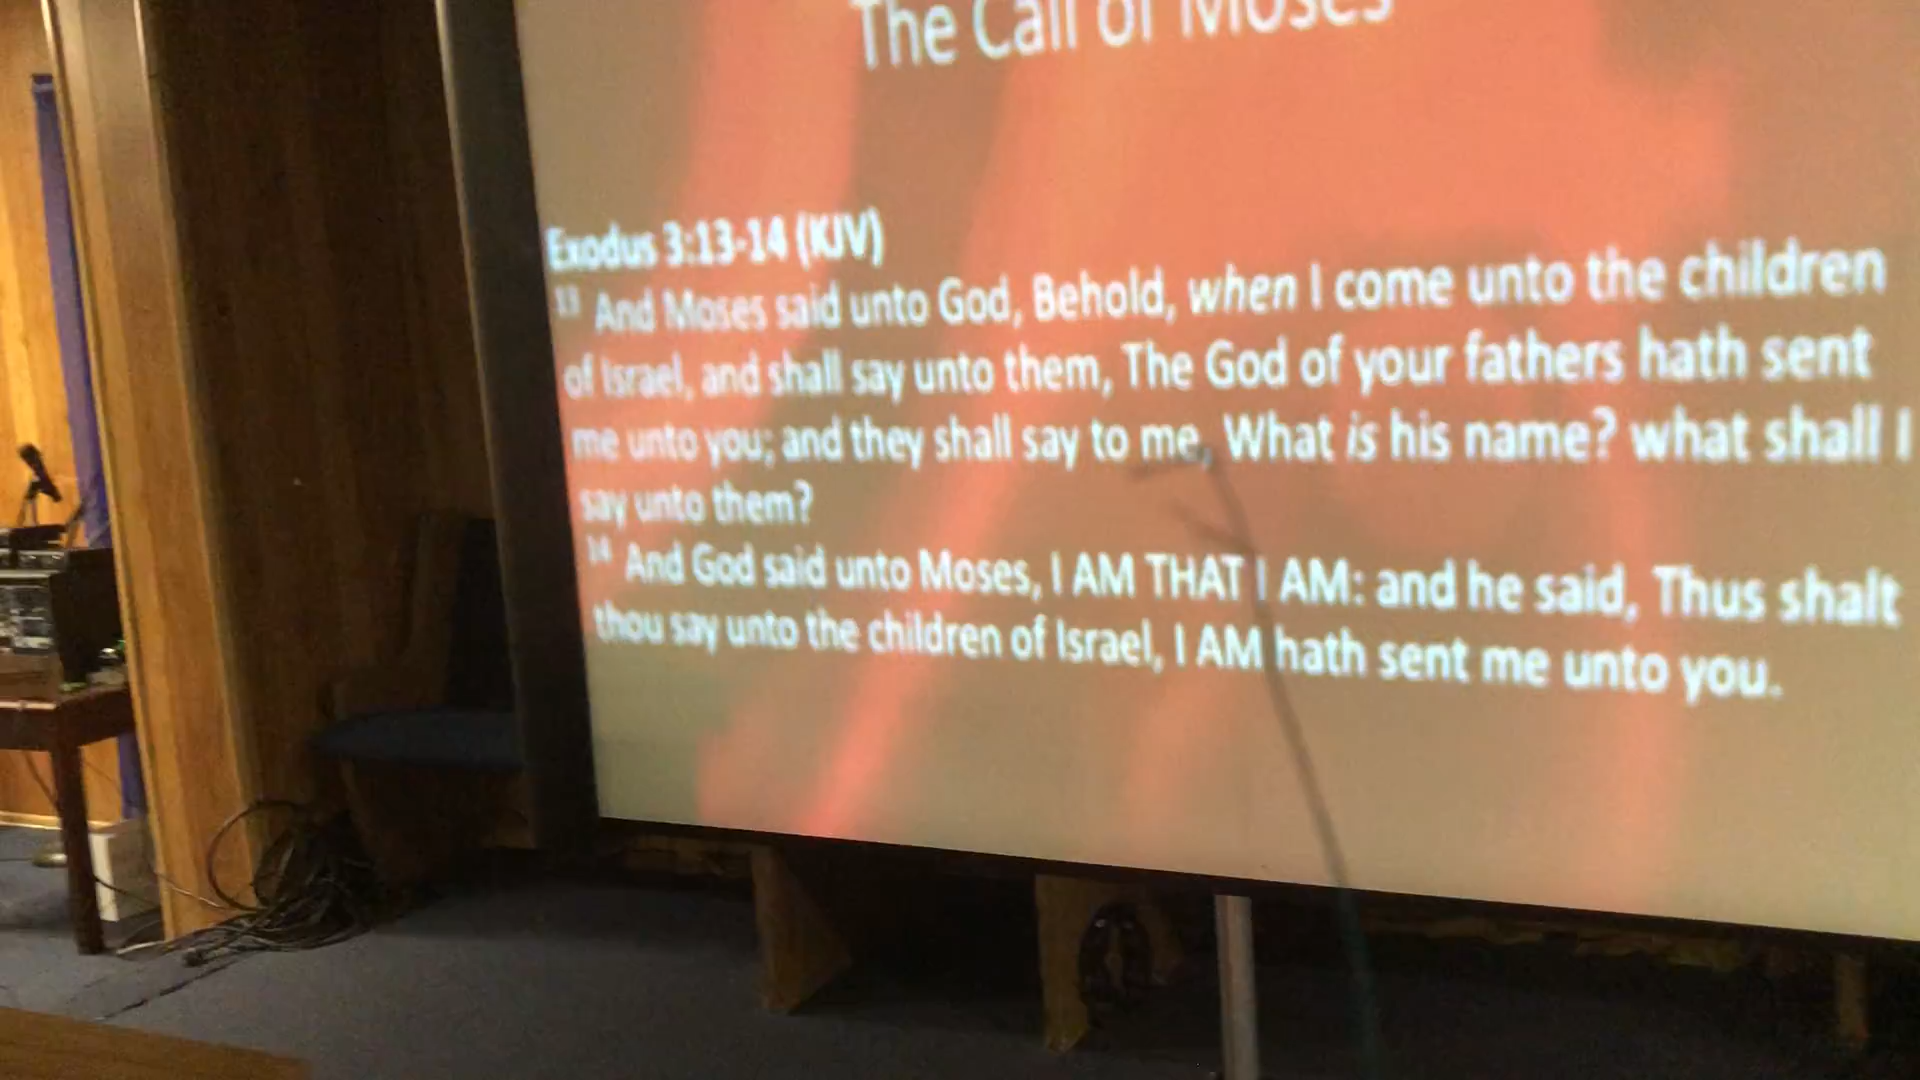 The Call of Moses
Exodus 3:13-14 (KJV)
13 And Moses said unto God, Behold, when I come unto the children
of Israel, and shall say unto them, The God of your fathers hath sent
me unto you; and they shall say to me, What is his name? what shall I
say unto them?
14 And God said unto Moses, I AM THAT I AM: and he said, Thus shalt
thou say unto the children of Israel, I AM hath sent me unto you.